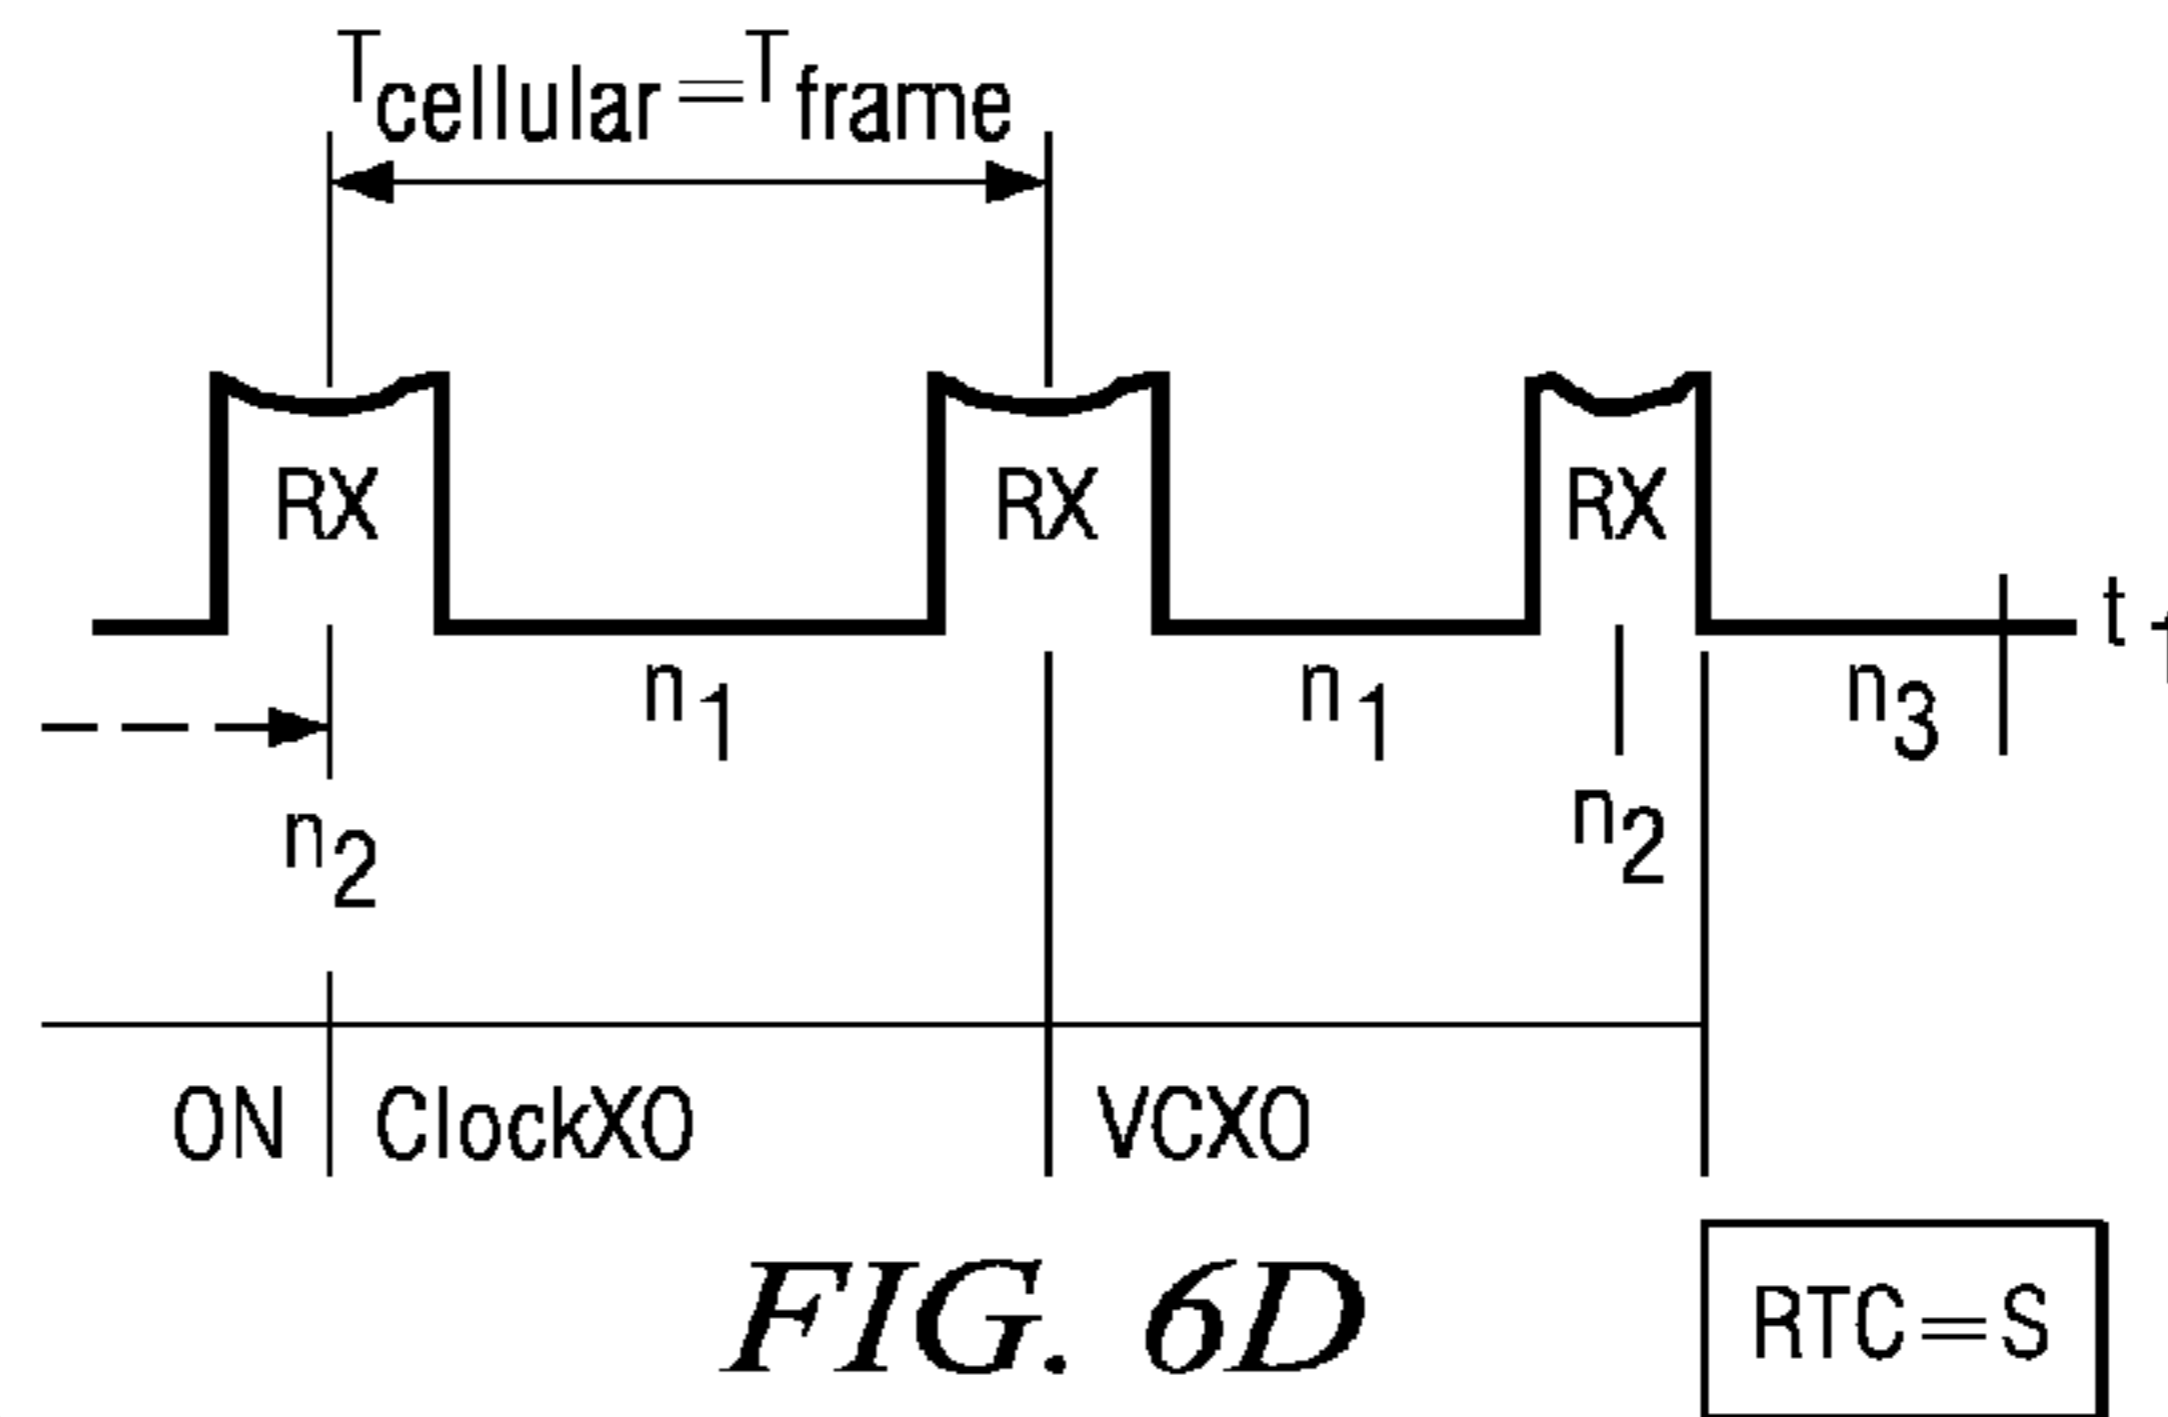 Tcellular=Tframe
RX RX RX
t
n1 n1 n3
n2 n2
ON ClockXO VCXO
FIG. 6D
RTC=S